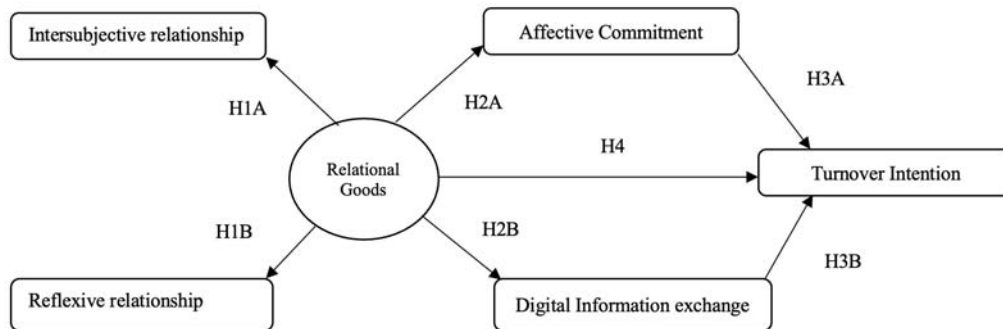 Intersubjective relationship
Affective Commitment
H1A
H2A
H3A
Relational
Goods
H4
Turnover Intention
H1B
H2B
H3B
Reflexive relationship
Digital Information exchange